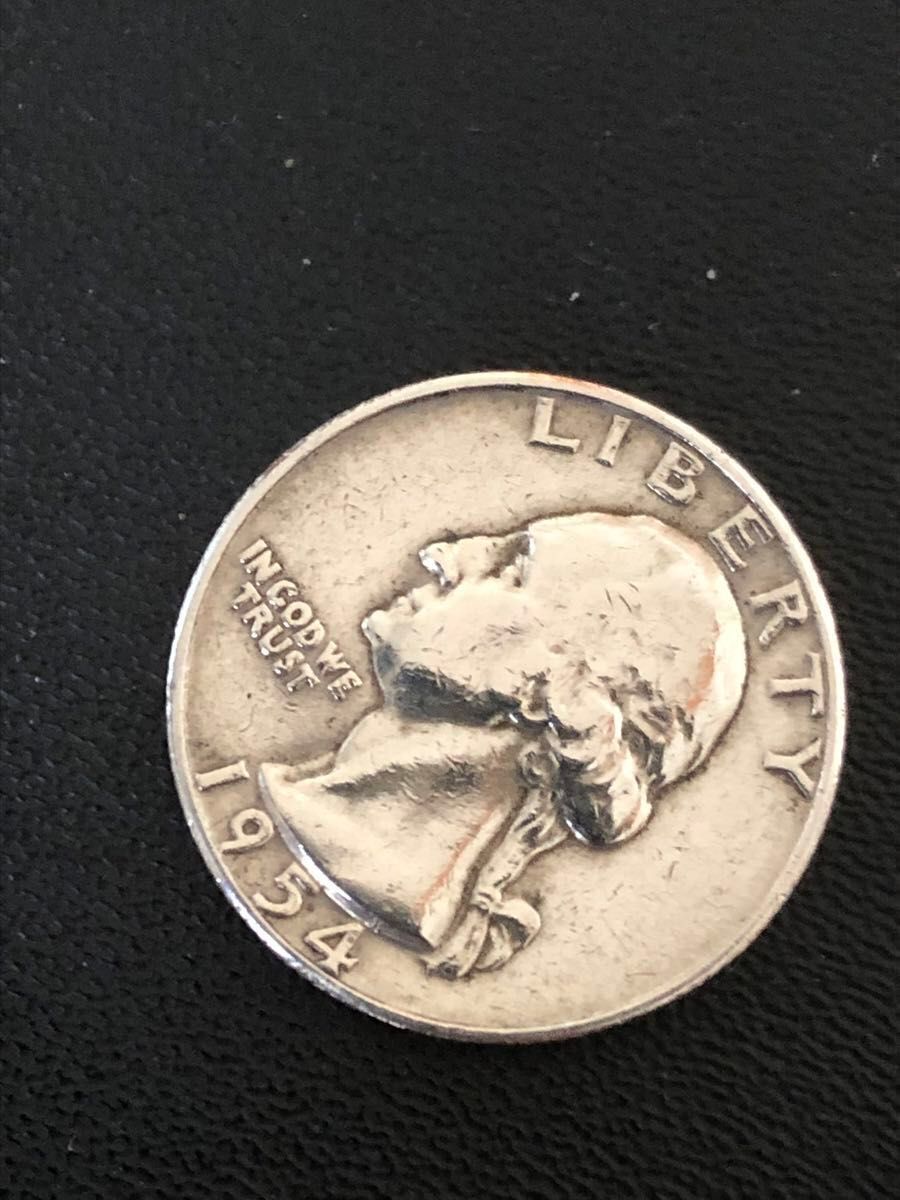 LIBERTY
IN GOD WE
TRUST
1954